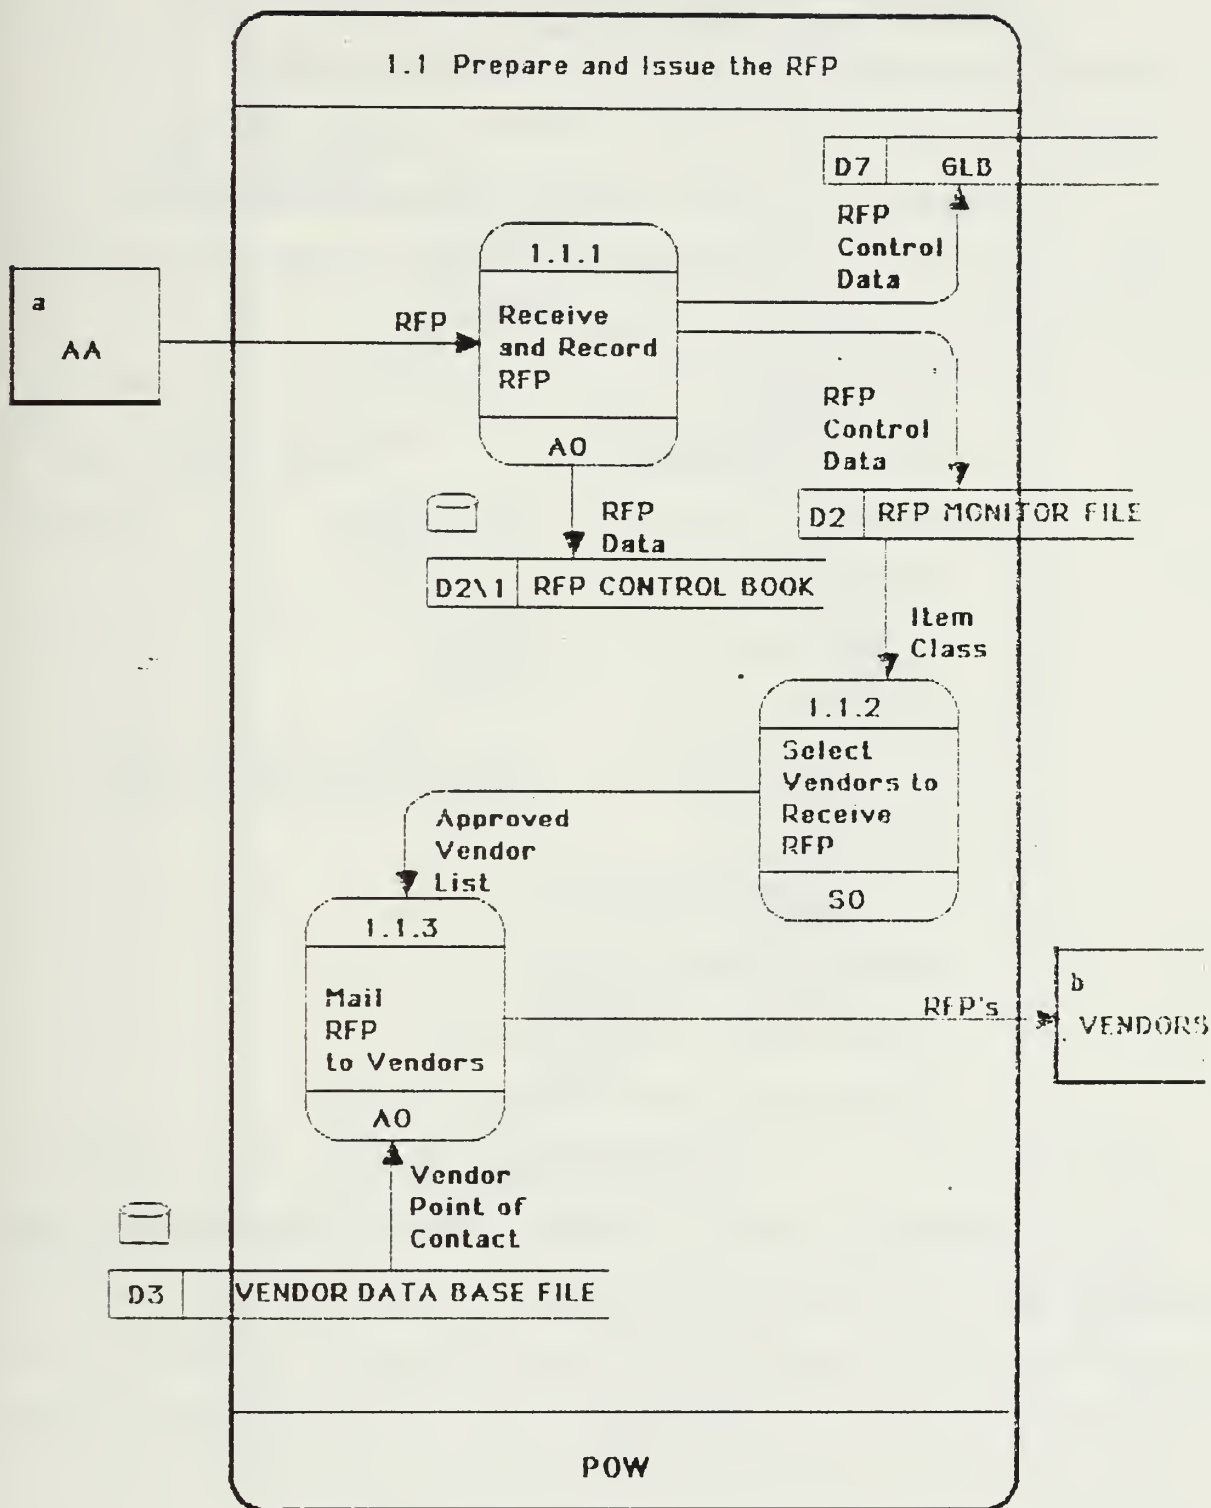 1.1 Prepare and Issue the RFP
D7 GLB
RFP
Control
Data
1.1.1
Receive
and Record
RFP
AO
a
AA
RFP
RFP
Control
Data
D2 RFP MONITOR FILE
RFP
Data
D2\1 RFP CONTROL BOOK
Item
Class
1.1.2
Select
Vendors to
Receive
RFP
SO
Approved
Vendor
List
1.1.3
Mail
RFP
to Vendors
AO
RFP's
b
VENDORS
Vendor
Point of
Contact
D3 VENDOR DATA BASE FILE
POW